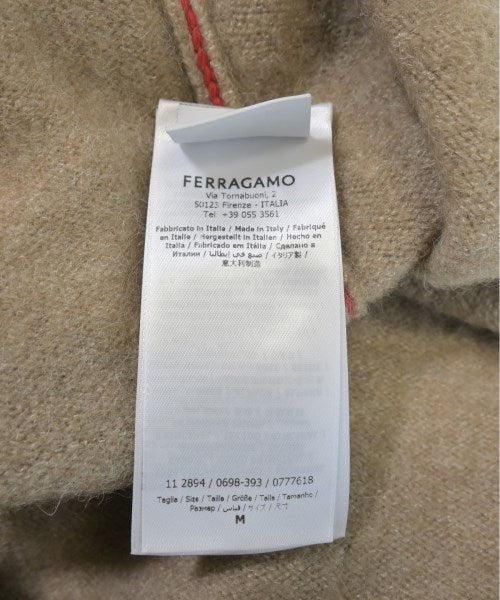 FERRAGAMO
Via Tornabuoni, 2
50123 Firenze - ITALIA
Tel: +39 055 3561
Fabbricato in Italia / Made in Italy / Fabriqué
en Italie / Hergestellt in Italien / Hecho en
Italia / Fabricado em Itália / Сделано в
Италии / صنع في إيطاليا / イタリア製 /
意大利制造
11 2894 / 0698-393 / 0777618
Taglia / Size / Taille / Größe / Talla / Tamanho /
Размер / قياس / サイズ / 尺寸
M